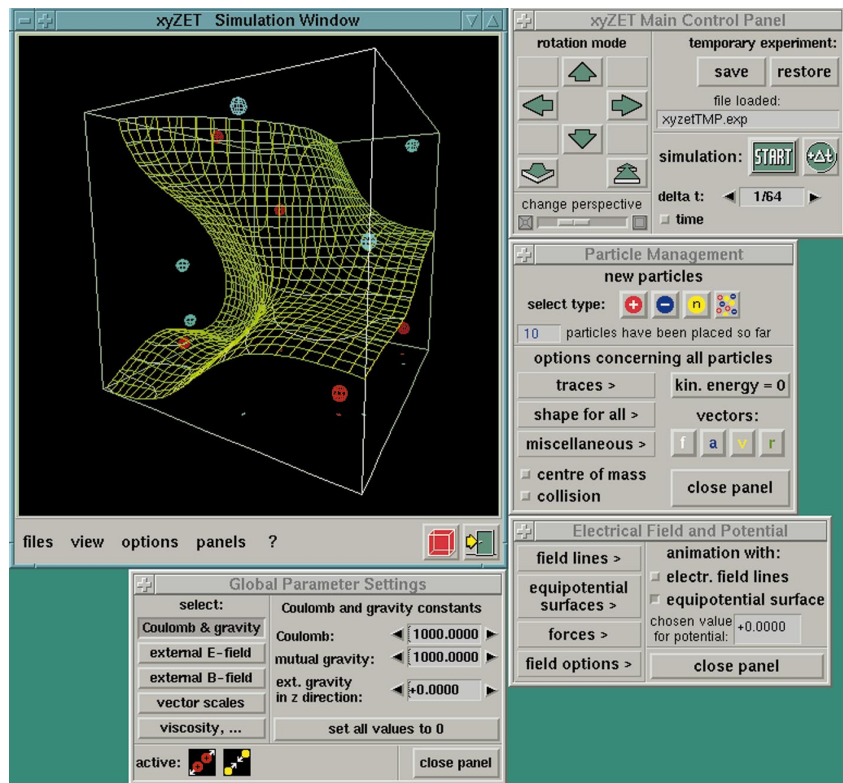 xyZET Simulation Window
files view options panels ?
xyZET Main Control Panel
rotation mode
change perspective
temporary experiment:
save restore
file loaded:
xyzetTMP.exp
simulation: START +Δt
delta t: 1/64
time
Particle Management
new particles
select type: + - n
10 particles have been placed so far
options concerning all particles
traces > kin. energy = 0
shape for all > vectors:
miscellaneous > f a v r
centre of mass
collision
close panel
Electrical Field and Potential
field lines >
equipotential
surfaces >
forces >
field options >
animation with:
electr. field lines
equipotential surface
chosen value
for potential: +0.0000
close panel
Global Parameter Settings
select:
Coulomb & gravity
external E-field
external B-field
vector scales
viscosity, ...
Coulomb and gravity constants
Coulomb: 1000.0000
mutual gravity: 1000.0000
ext. gravity
in z direction: +0.0000
set all values to 0
active:
close panel